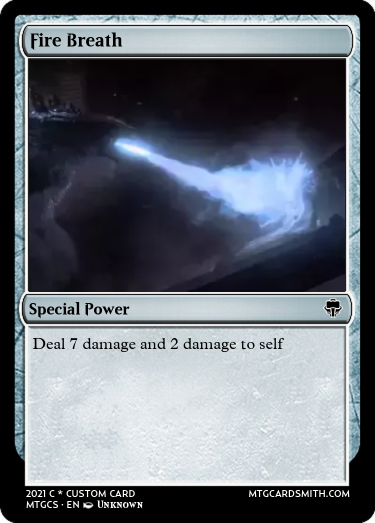 Fire Breath
Special Power
Deal 7 damage and 2 damage to self
2021 C * CUSTOM CARD
MTGCARDSMITH.COM
MTGCS · EN Unknown